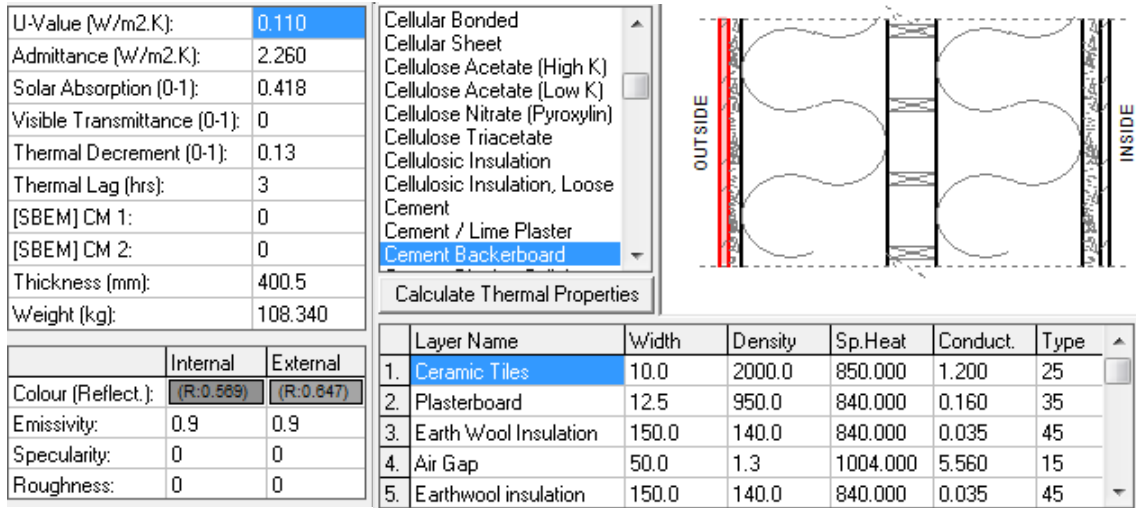 U-Value (W/m2.K): 0.110
Admittance (W/m2.K): 2.260
Solar Absorption (0-1): 0.418
Visible Transmittance (0-1): 0
Thermal Decrement (0-1): 0.13
Thermal Lag (hrs): 3
[SBEM] CM 1: 0
[SBEM] CM 2: 0
Thickness (mm): 400.5
Weight (kg): 108.340
Internal External
Colour (Reflect.): (R:0.569) (R:0.647)
Emissivity: 0.9 0.9
Specularity: 0 0
Roughness: 0 0
Cellular Bonded
Cellular Sheet
Cellulose Acetate (High K)
Cellulose Acetate (Low K)
Cellulose Nitrate (Pyroxylin)
Cellulose Triacetate
Cellulosic Insulation
Cellulosic Insulation, Loose
Cement
Cement / Lime Plaster
Cement Backerboard
Calculate Thermal Properties
OUTSIDE
INSIDE
Layer Name Width Density Sp.Heat Conduct. Type
1. Ceramic Tiles 10.0 2000.0 850.000 1.200 25
2. Plasterboard 12.5 950.0 840.000 0.160 35
3. Earth Wool Insulation 150.0 140.0 840.000 0.035 45
4. Air Gap 50.0 1.3 1004.000 5.560 15
5. Earthwool insulation 150.0 140.0 840.000 0.035 45